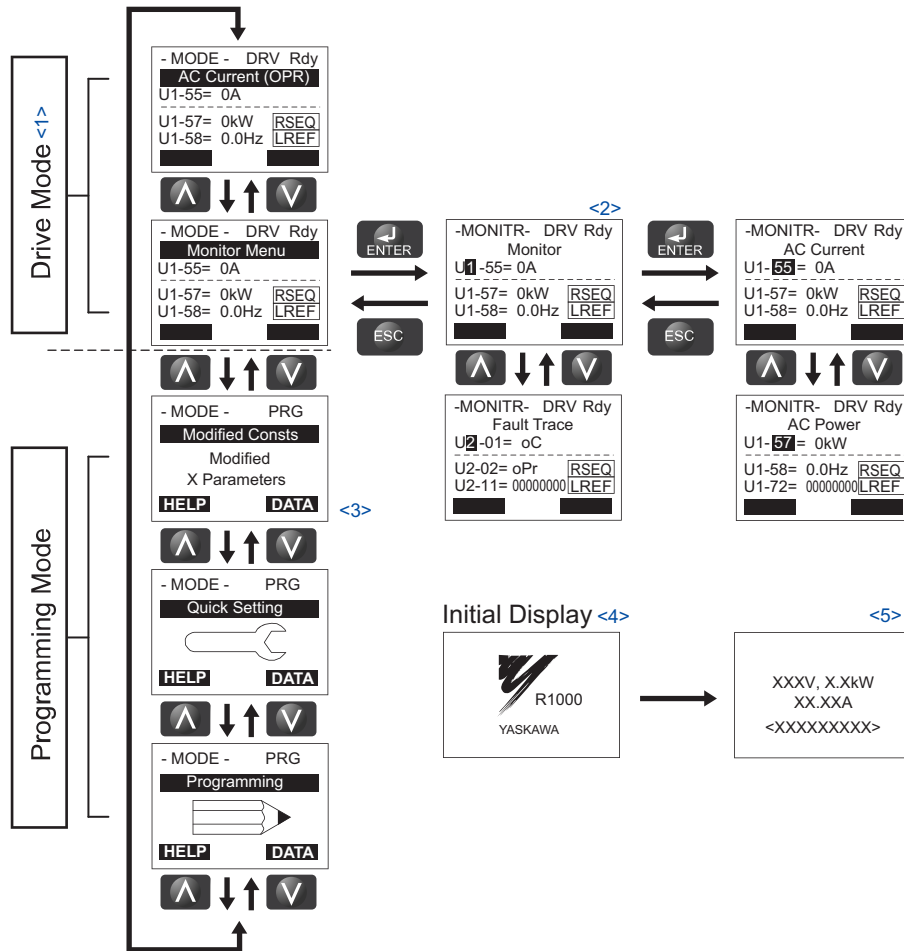 Drive Mode <1>
- MODE - DRV Rdy
AC Current (OPR)
U1-55= 0A
U1-57= 0kW RSEQ
U1-58= 0.0Hz LREF
- MODE - DRV Rdy
Monitor Menu
U1-55= 0A
U1-57= 0kW RSEQ
U1-58= 0.0Hz LREF
ENTER
ESC
<2>
-MONITR- DRV Rdy
Monitor
U1 -55= 0A
U1-57= 0kW RSEQ
U1-58= 0.0Hz LREF
ENTER
ESC
-MONITR- DRV Rdy
AC Current
U1- 55 = 0A
U1-57= 0kW RSEQ
U1-58= 0.0Hz LREF
-MONITR- DRV Rdy
Fault Trace
U2 -01= oC
U2-02= oPr RSEQ
U2-11= 00000000 LREF
-MONITR- DRV Rdy
AC Power
U1- 57 = 0kW
U1-58= 0.0Hz RSEQ
U1-72= 00000000 LREF
Programming Mode
- MODE - PRG
Modified Consts
Modified
X Parameters
HELP DATA
<3>
- MODE - PRG
Quick Setting
HELP DATA
- MODE - PRG
Programming
HELP DATA
Initial Display <4>
R1000
YASKAWA
<5>
XXXV, X.XkW
XX.XXA
<XXXXXXXXX>